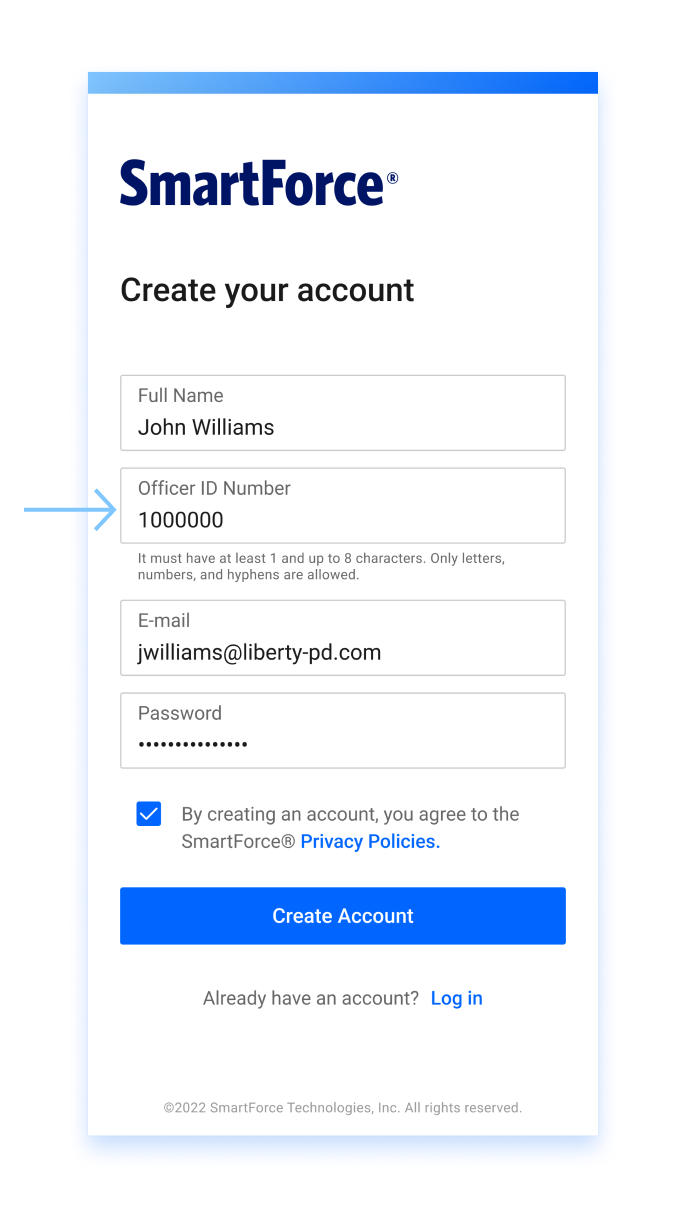 SmartForce®
Create your account
Full Name
John Williams
Officer ID Number
1000000
It must have at least 1 and up to 8 characters. Only letters,
numbers, and hyphens are allowed.
E-mail
jwilliams@liberty-pd.com
Password
•••••••••••••••
By creating an account, you agree to the
SmartForce® Privacy Policies.
Create Account
Already have an account? Log in
©2022 SmartForce Technologies, Inc. All rights reserved.